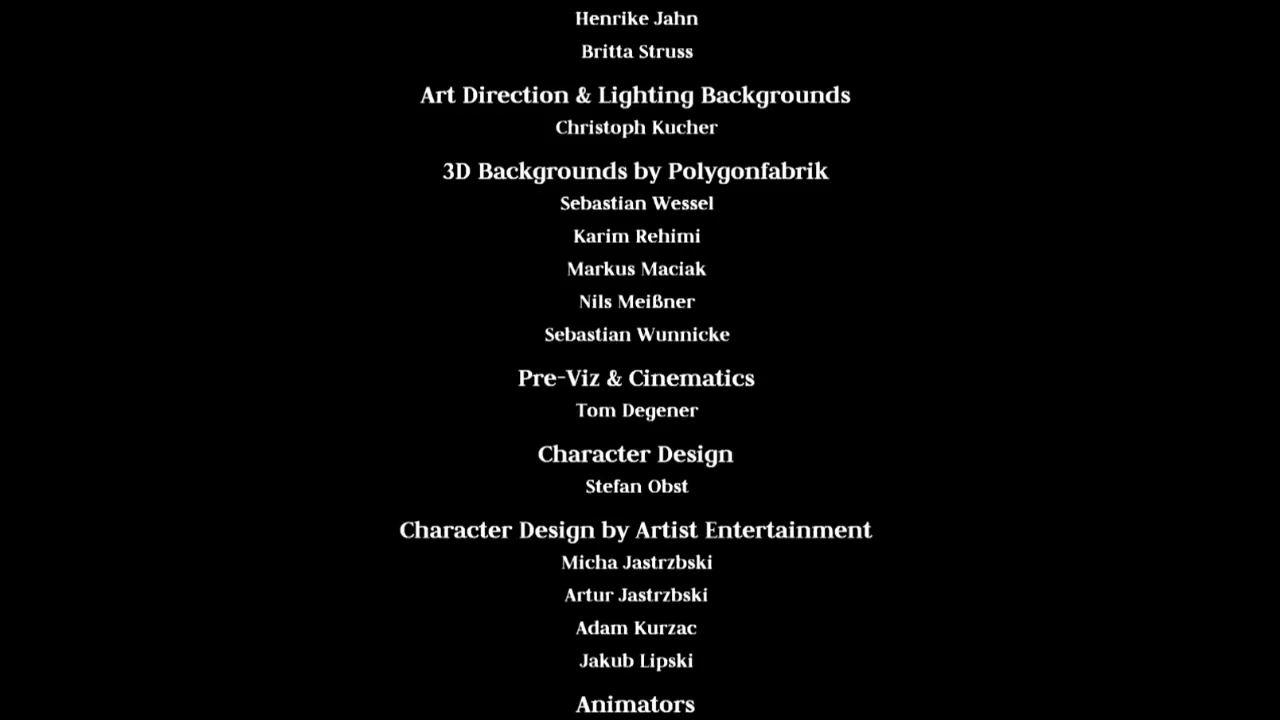 Henrike Jahn
Britta Struss
Art Direction & Lighting Backgrounds
Christoph Kucher
3D Backgrounds by Polygonfabrik
Sebastian Wessel
Karim Rehimi
Markus Maciak
Nils Meißner
Sebastian Wunnicke
Pre-Viz & Cinematics
Tom Degener
Character Design
Stefan Obst
Character Design by Artist Entertainment
Micha Jastrzbski
Artur Jastrzbski
Adam Kurzac
Jakub Lipski
Animators